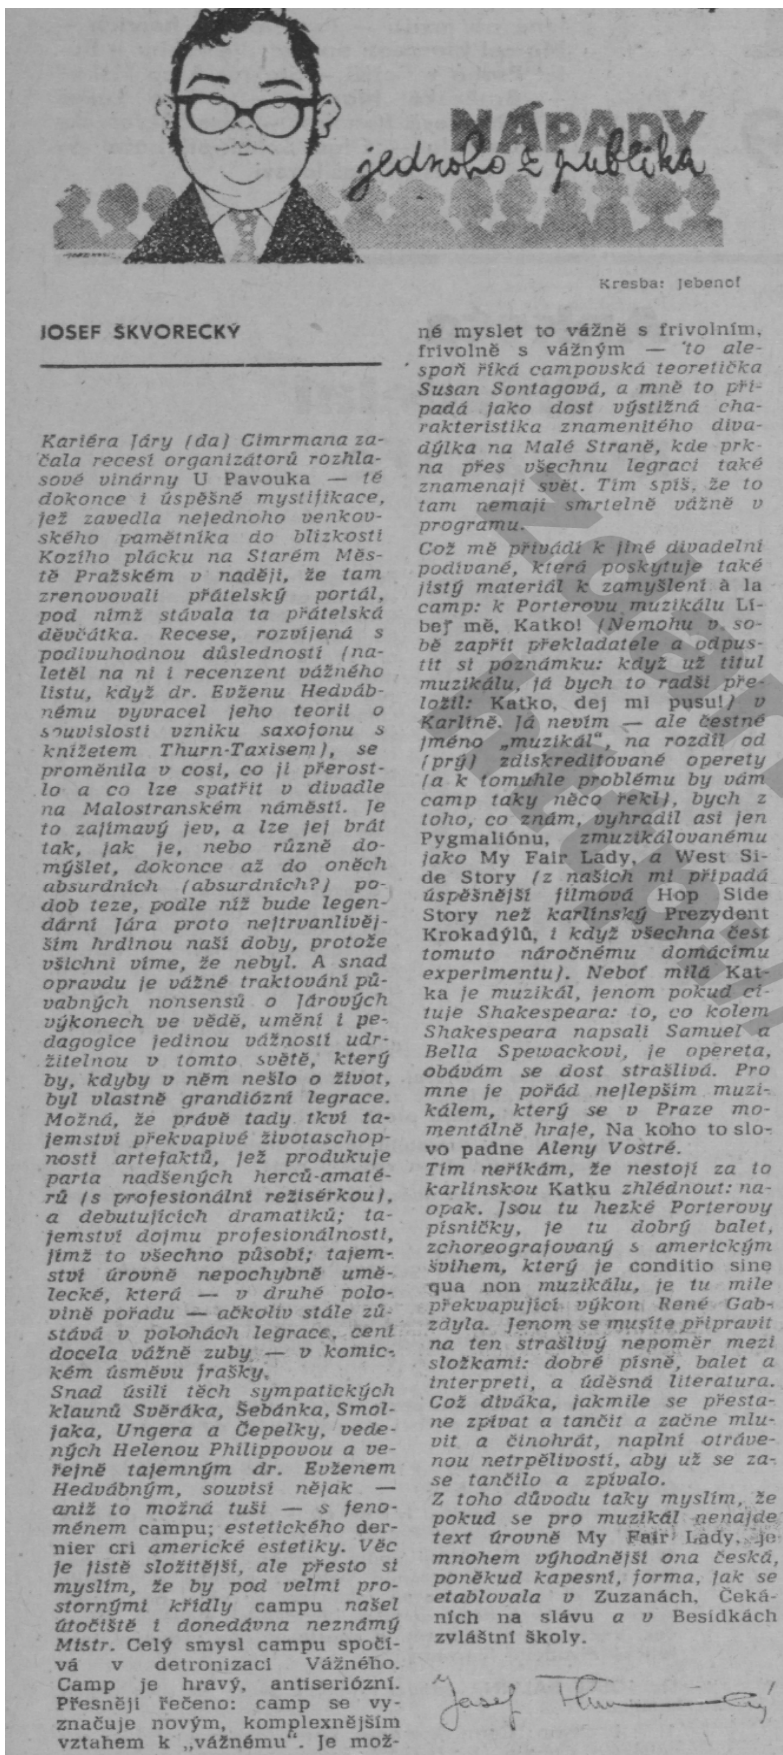 NÁPADY
jednoho z publika
Kresba: Jebenof
JOSEF ŠKVORECKÝ
Kariéra Járy (da) Cimrmana za-
čala recesí organizátorů rozhla-
sové vinárny U Pavouka — té
dokonce i úspěšné mystifikace,
jež zavedla nejednoho venkov-
ského pamětníka do blízkosti
Kozího plácku na Starém Měs-
tě Pražském v naději, že tam
zrenovovali přátelský portál,
pod nímž stávala ta přátelská
děvčátka. Recese, rozvíjená s
podivuhodnou důsledností (na-
letěl na ni i recenzent vážného
listu, když dr. Evženu Hedváb-
nému vyvracel jeho teorii o
souvislosti vzniku saxofonu s
knížetem Thurn-Taxisem), se
proměnila v cosi, co ji přerost-
lo a co lze spatřit v divadle
na Malostranském náměstí. Je
to zajímavý jev, a lze jej brát
tak, jak je, nebo různě do-
mýšlet, dokonce až do oněch
absurdních (absurdních?) po-
dob teze, podle níž bude legen-
dární Jára proto nejtrvanlivěj-
ším hrdinou naší doby, protože
všichni víme, že nebyl. A snad
opravdu je vážné traktování pů-
vabných nonsensů o Járových
výkonech ve vědě, umění i pe-
dagogice jedinou vážností udr-
žitelnou v tomto světě, který
by, kdyby v něm nešlo o život,
byl vlastně grandiózní legrace.
Možná, že právě tady tkví ta-
jemství překvapivé životaschop-
nosti artefaktů, jež produkuje
parta nadšených herců-amaté-
rů (s profesionální režisérkou),
a debutujících dramatiků; ta-
jemství dojmu profesionálnosti,
jímž to všechno působí; tajem-
ství úrovně nepochybně umě-
lecké, která — v druhé polo-
vině pořadu — ačkoliv stále zů-
stává v polohách legrace, cení
docela vážně zuby — v komic-
kém úsměvu frašky.
Snad úsilí těch sympatických
klaunů Svěráka, Šebánka, Smol-
jaka, Ungera a Čepelky, vede-
ných Helenou Philippovou a ve-
řejně tajemným dr. Evženem
Hedvábným, souvisí nějak —
aniž to možná tuší — s feno-
ménem campu; estetického der-
nier cri americké estetiky. Věc
je jistě složitější, ale přesto si
myslím, že by pod velmi pro-
stornými křídly campu našel
útočiště i donedávna neznámý
Mistr. Celý smysl campu spočí-
vá v detronizaci Vážného.
Camp je hravý, antiseriózní.
Přesněji řečeno: camp se vy-
značuje novým, komplexnějším
vztahem k „vážnému“. Je mož-
né myslet to vážně s frivolním,
frivolně s vážným — to ale-
spoň říká campovská teoretička
Susan Sontagová, a mně to při-
padá jako dost výstižná cha-
rakteristika znamenitého diva-
dýlka na Malé Straně, kde prk-
na přes všechnu legraci také
znamenají svět. Tím spíš, že to
tam nemají smrtelně vážně v
programu.
Což mě přivádí k jiné divadelní
podívané, která poskytuje také
jistý materiál k zamyšlení à la
camp: k Porterovu muzikálu Lí-
bej mě, Katko! (Nemohu v so-
bě zapřít překladatele a odpus-
tit si poznámku: když už titul
muzikálu, já bych to radši pře-
ložil: Katko, dej mi pusu!) v
Karlíně. Já nevím — ale čestné
jméno „muzikál“, na rozdíl od
(prý) zdiskreditované operety
(a k tomuhle problému by vám
camp taky něco řekl), bych z
toho, co znám, vyhradil asi jen
Pygmaliónu, zmuzikálovanému
jako My Fair Lady, a West Si-
de Story (z našich mi připadá
úspěšnější filmová Hop Side
Story než karlínský Prezydent
Krokadýlů, i když všechna čest
tomuto náročnému domácímu
experimentu). Neboť milá Kat-
ka je muzikál, jenom pokud ci-
tuje Shakespeara: to, co kolem
Shakespeara napsali Samuel a
Bella Spewackovi, je opereta,
obávám se dost strašlivá. Pro
mne je pořád nejlepším muzi-
kálem, který se v Praze mo-
mentálně hraje, Na koho to slo-
vo padne Aleny Vostré.
Tím neříkám, že nestojí za to
karlínskou Katku zhlédnout: na-
opak. Jsou tu hezké Porterovy
písničky, je tu dobrý balet,
zchoreografovaný s americkým
švihem, který je conditio sine
qua non muzikálu, je tu mile
překvapující výkon René Gab-
zdyla. Jenom se musíte připravit
na ten strašlivý nepoměr mezi
složkami: dobré písně, balet a
interpreti, a úděsná literatura.
Což diváka, jakmile se přesta-
ne zpívat a tančit a začne mlu-
vit a činohrát, naplní otráve-
nou netrpělivostí, aby už se za-
se tančilo a zpívalo.
Z toho důvodu taky myslím, že
pokud se pro muzikál nenajde
text úrovně My Fair Lady, je
mnohem výhodnější ona česká,
poněkud kapesní, forma, jak se
etablovala v Zuzanách, Čeká-
ních na slávu a v Besídkách
zvláštní školy.
Josef